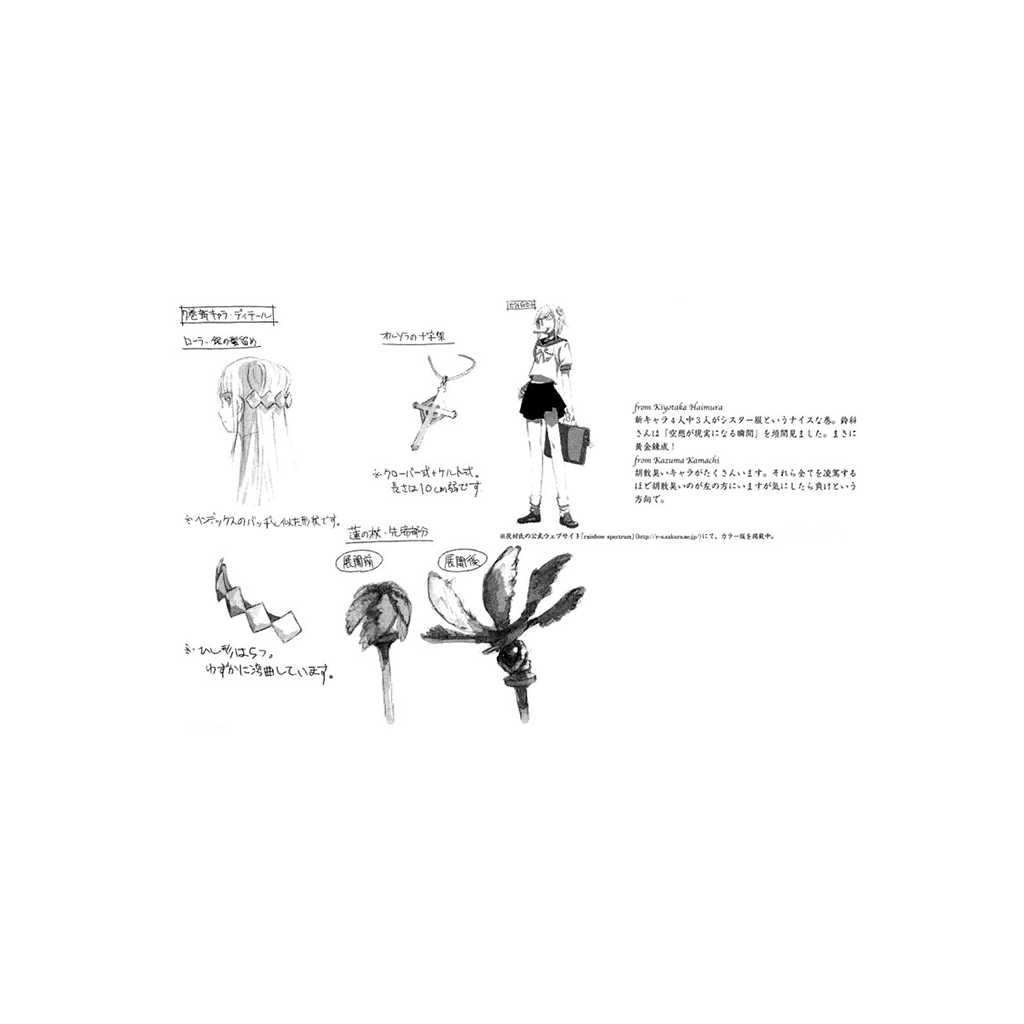 7巻新キャラ・ディテール
ローラ・銀の髪留め
※インデックスのバッヂと似た形状です。
※ひし形は5つ。
わずかに湾曲しています。
オルソラの十字架
※クローバー式+ケルト式。
長さは10cm弱です
蓮の杖・先端部分
展開前
展開後
from Kiyotaka Haimura
新キャラ4人中3人がシスター服というナイスな巻。鈴科
さんは「空想が現実になる瞬間」を垣間見ました。まさに
黄金錬成!
from Kazuma Kamachi
胡散臭いキャラがたくさんいます。それら全てを凌駕する
ほど胡散臭いのが左の方にいますが気にしたら負けという
方向で。
※灰村氏の公式ウェブサイト「rainbow spectrum」(http://r-s.sakura.ne.jp/)にて、カラー版を掲載中。